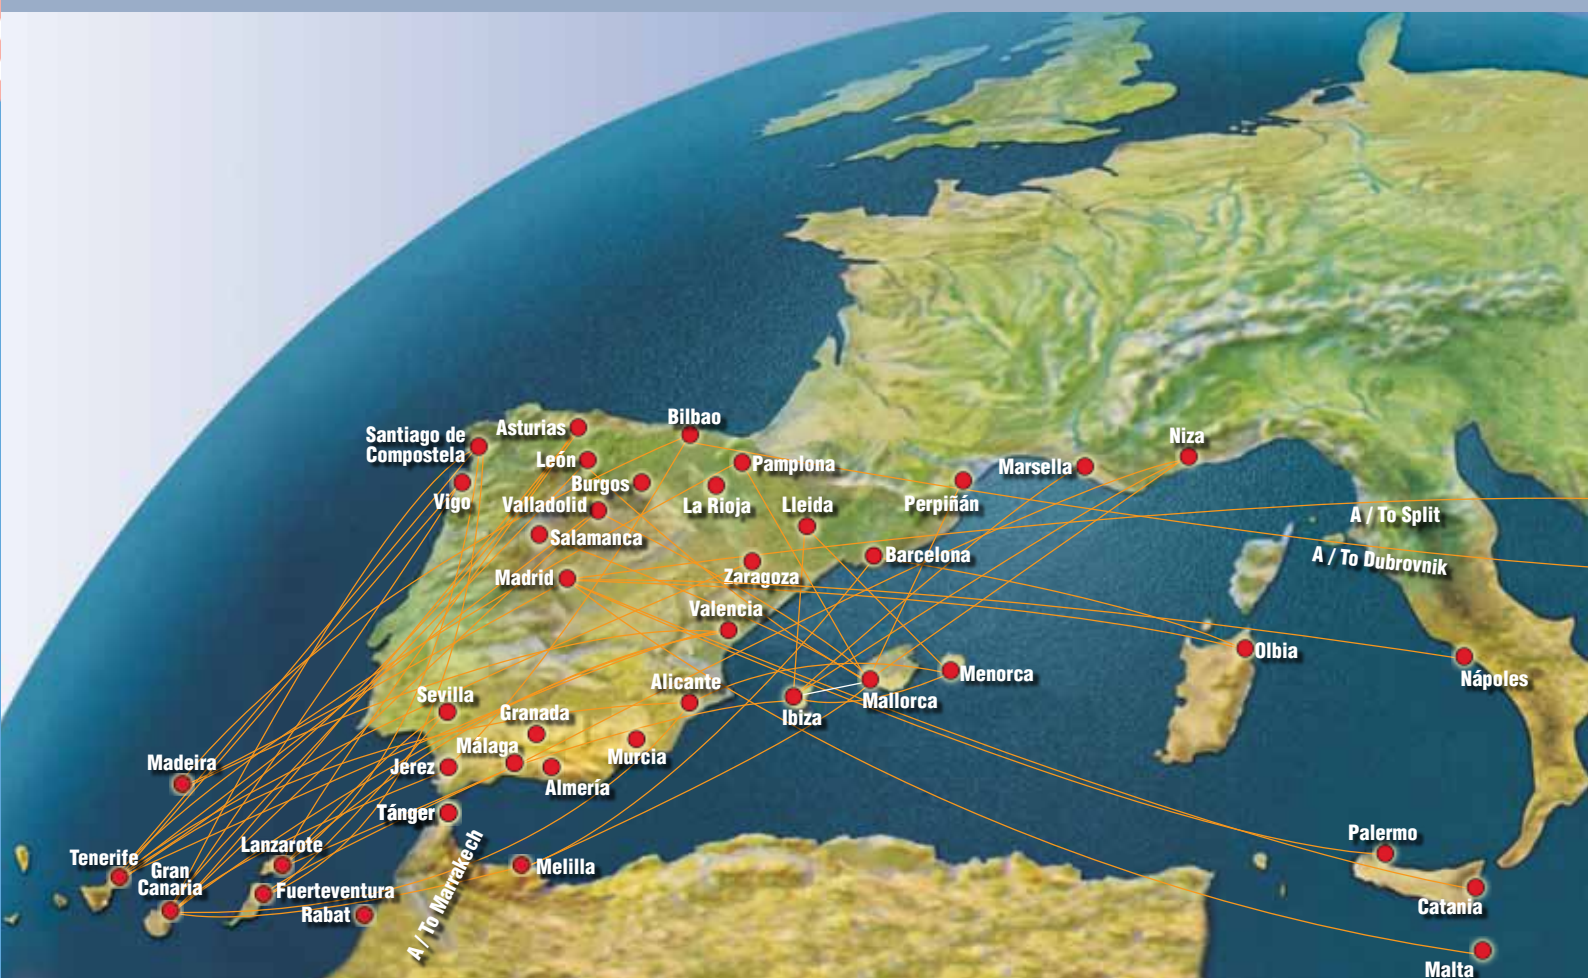 Bilbao
Asturias
Santiago de
Compostela
Niza
León
Pamplona
Marsella
Burgos
Vigo
Valladolid
La Rioja
Lleida
Perpiñán
A / To Split
Salamanca
Barcelona
A / To Dubrovnik
Madrid
Zaragoza
Valencia
Olbia
Menorca
Nápoles
Alicante
Sevilla
Mallorca
Granada
Ibiza
Málaga
Murcia
Madeira
Jerez
Almería
Tánger
Palermo
Lanzarote
Tenerife
Gran
Canaria
Melilla
A / To Marrakech
Fuerteventura
Rabat
Catania
Malta